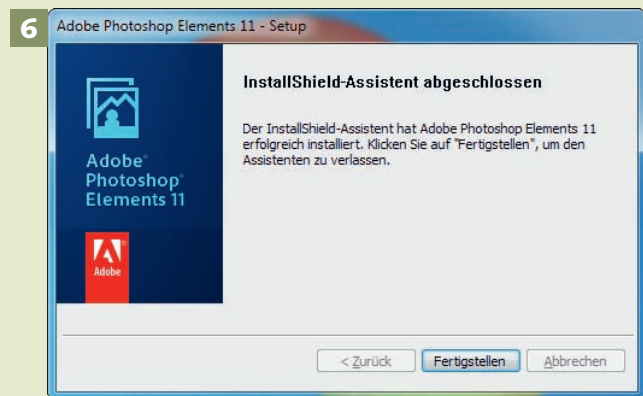 6
Adobe Photoshop Elements 11 - Setup
InstallShield-Assistent abgeschlossen
Der InstallShield-Assistent hat Adobe Photoshop Elements 11
erfolgreich installiert. Klicken Sie auf "Fertigstellen", um den
Assistenten zu verlassen.
Adobe®
Photoshop®
Elements 11
Adobe
< Zurück
Fertigstellen
Abbrechen